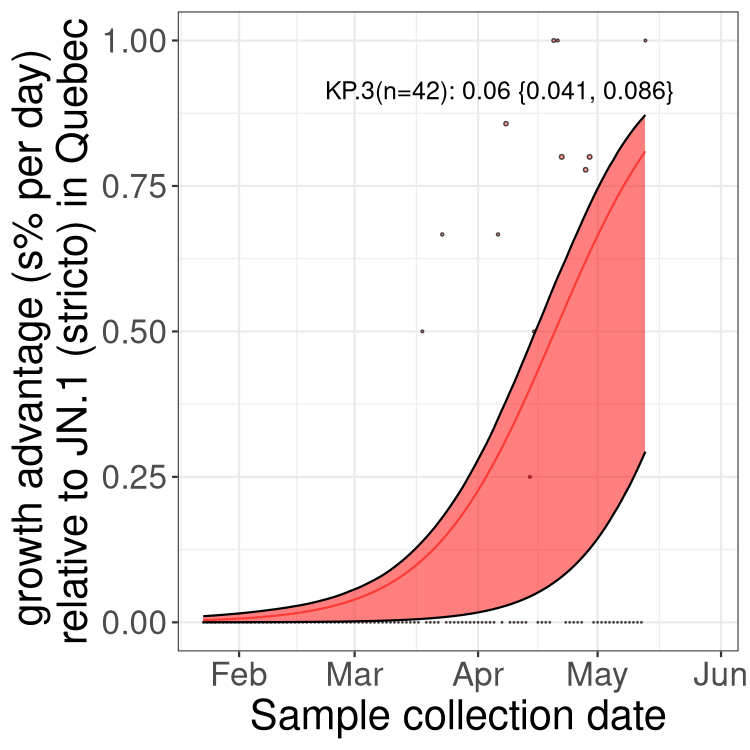 growth advantage (s% per day)
relative to JN.1 (stricto) in Quebec
1.00
0.75
0.50
0.25
0.00
KP.3(n=42): 0.06 {0.041, 0.086}
Feb Mar Apr May Jun
Sample collection date